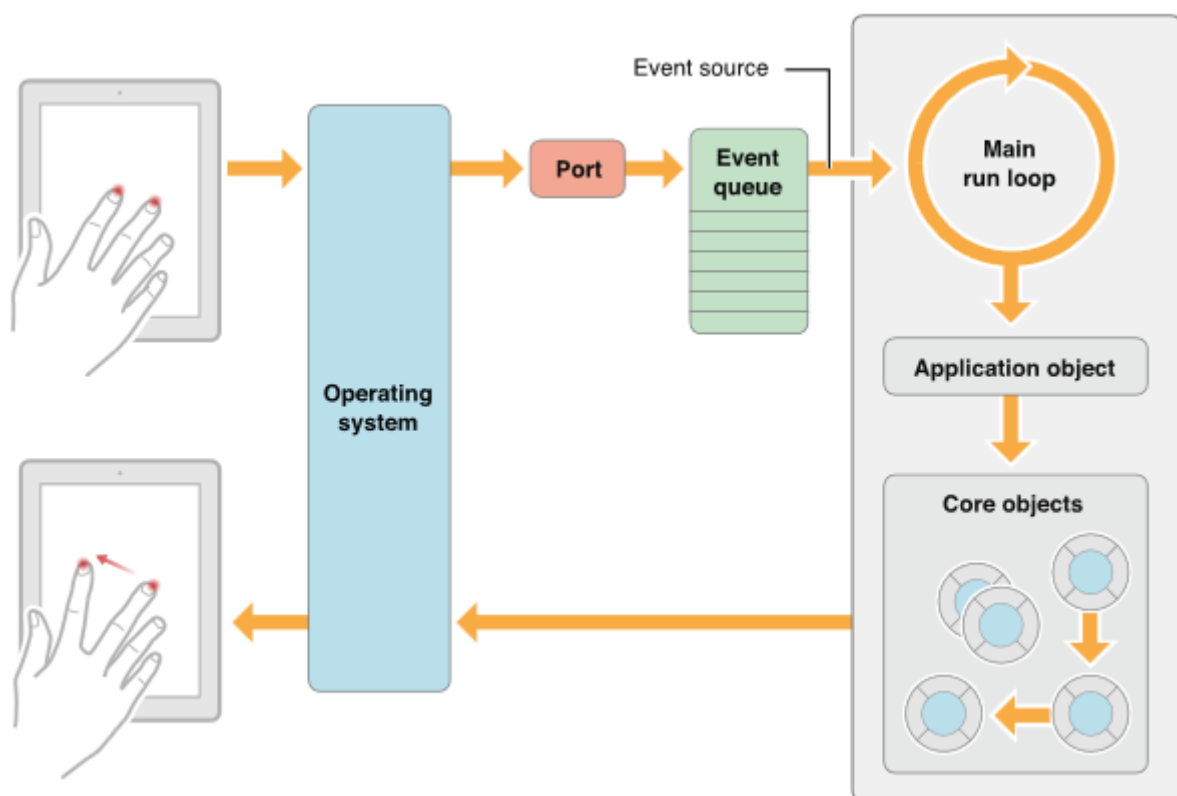 Event source
Port
Event
queue
Main
run loop
Application object
Operating
system
Core objects